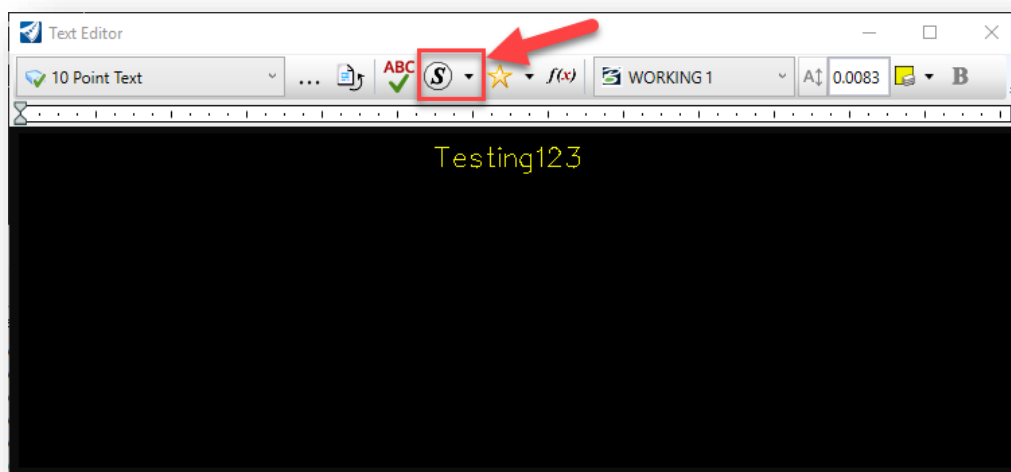 Text Editor
10 Point Text ... ABC S f(x) WORKING 1 A 0.0083 B
Testing123